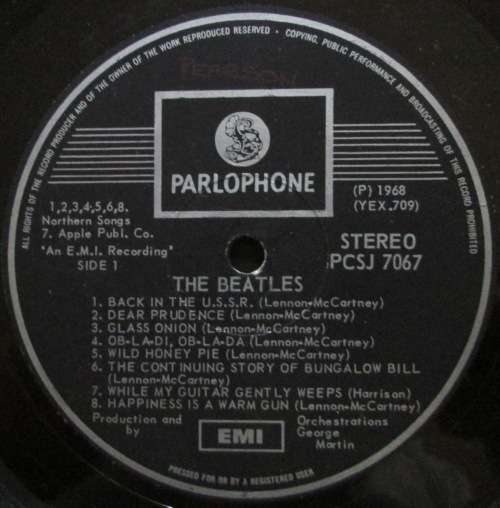 ALL RIGHTS OF THE RECORD PRODUCER AND OF THE OWNER OF THE WORK REPRODUCED RESERVED • COPYING, PUBLIC PERFORMANCE AND BROADCASTING OF THIS RECORD PROHIBITED
PARLOPHONE
(P) 1968
(YEX.709)
1,2,3,4,5,6,8.
Northern Songs
7. Apple Publ. Co.
"An E.M.I. Recording"
SIDE 1
STEREO
PCSJ 7067
THE BEATLES
1. BACK IN THE U.S.S.R. (Lennon-McCartney)
2. DEAR PRUDENCE (Lennon-McCartney)
3. GLASS ONION (Lennon-McCartney)
4. OB-LA-DI, OB-LA-DA (Lennon-McCartney)
5. WILD HONEY PIE (Lennon-McCartney)
6. THE CONTINUING STORY OF BUNGALOW BILL
(Lennon-McCartney)
7. WHILE MY GUITAR GENTLY WEEPS (Harrison)
8. HAPPINESS IS A WARM GUN (Lennon-McCartney)
Production and
by
EMI
Orchestrations
George
Martin
PRESSED FOR OR BY A REGISTERED USER